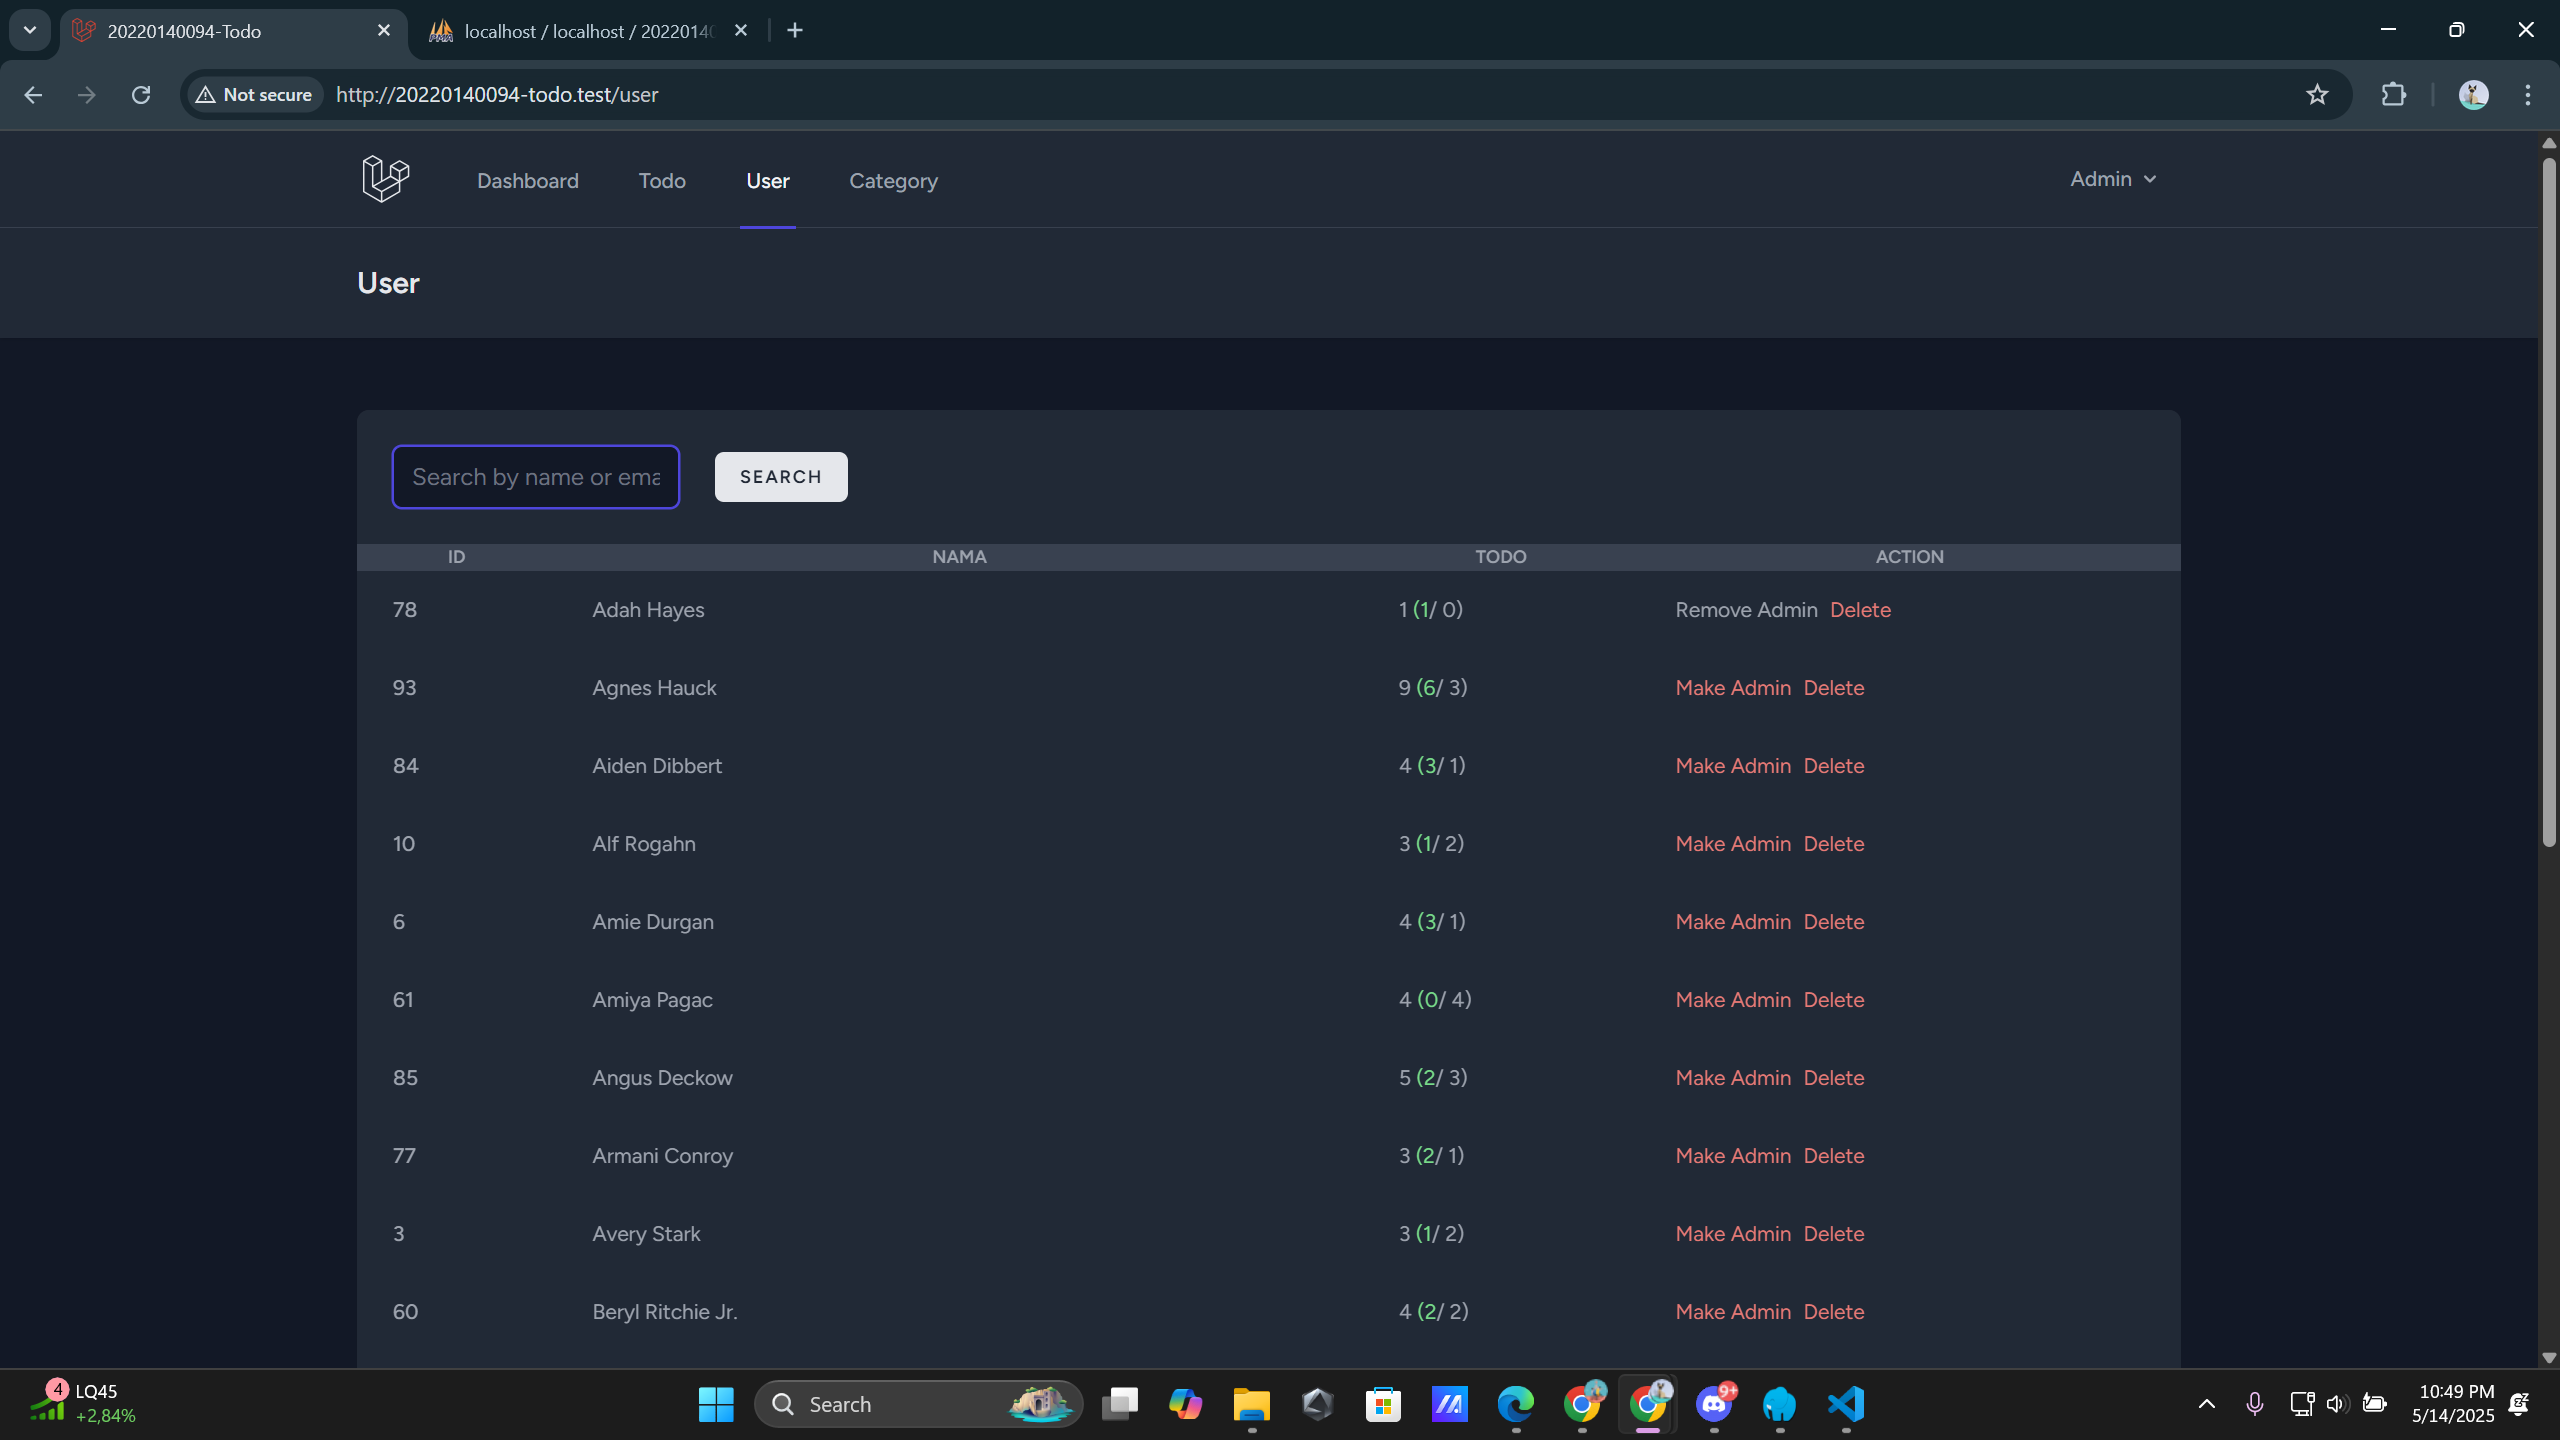 20220140094-Todo
localhost / localhost / 2022014
Not secure
http://20220140094-todo.test/user
Dashboard Todo User Category Admin
User
Search by name or ema SEARCH
ID NAMA TODO ACTION
78 Adah Hayes 1 (1/ 0) Remove Admin Delete
93 Agnes Hauck 9 (6/ 3) Make Admin Delete
84 Aiden Dibbert 4 (3/ 1) Make Admin Delete
10 Alf Rogahn 3 (1/ 2) Make Admin Delete
6 Amie Durgan 4 (3/ 1) Make Admin Delete
61 Amiya Pagac 4 (0/ 4) Make Admin Delete
85 Angus Deckow 5 (2/ 3) Make Admin Delete
77 Armani Conroy 3 (2/ 1) Make Admin Delete
3 Avery Stark 3 (1/ 2) Make Admin Delete
60 Beryl Ritchie Jr. 4 (2/ 2) Make Admin Delete
4 LQ45
+2,84%
Search
9+
10:49 PM
5/14/2025